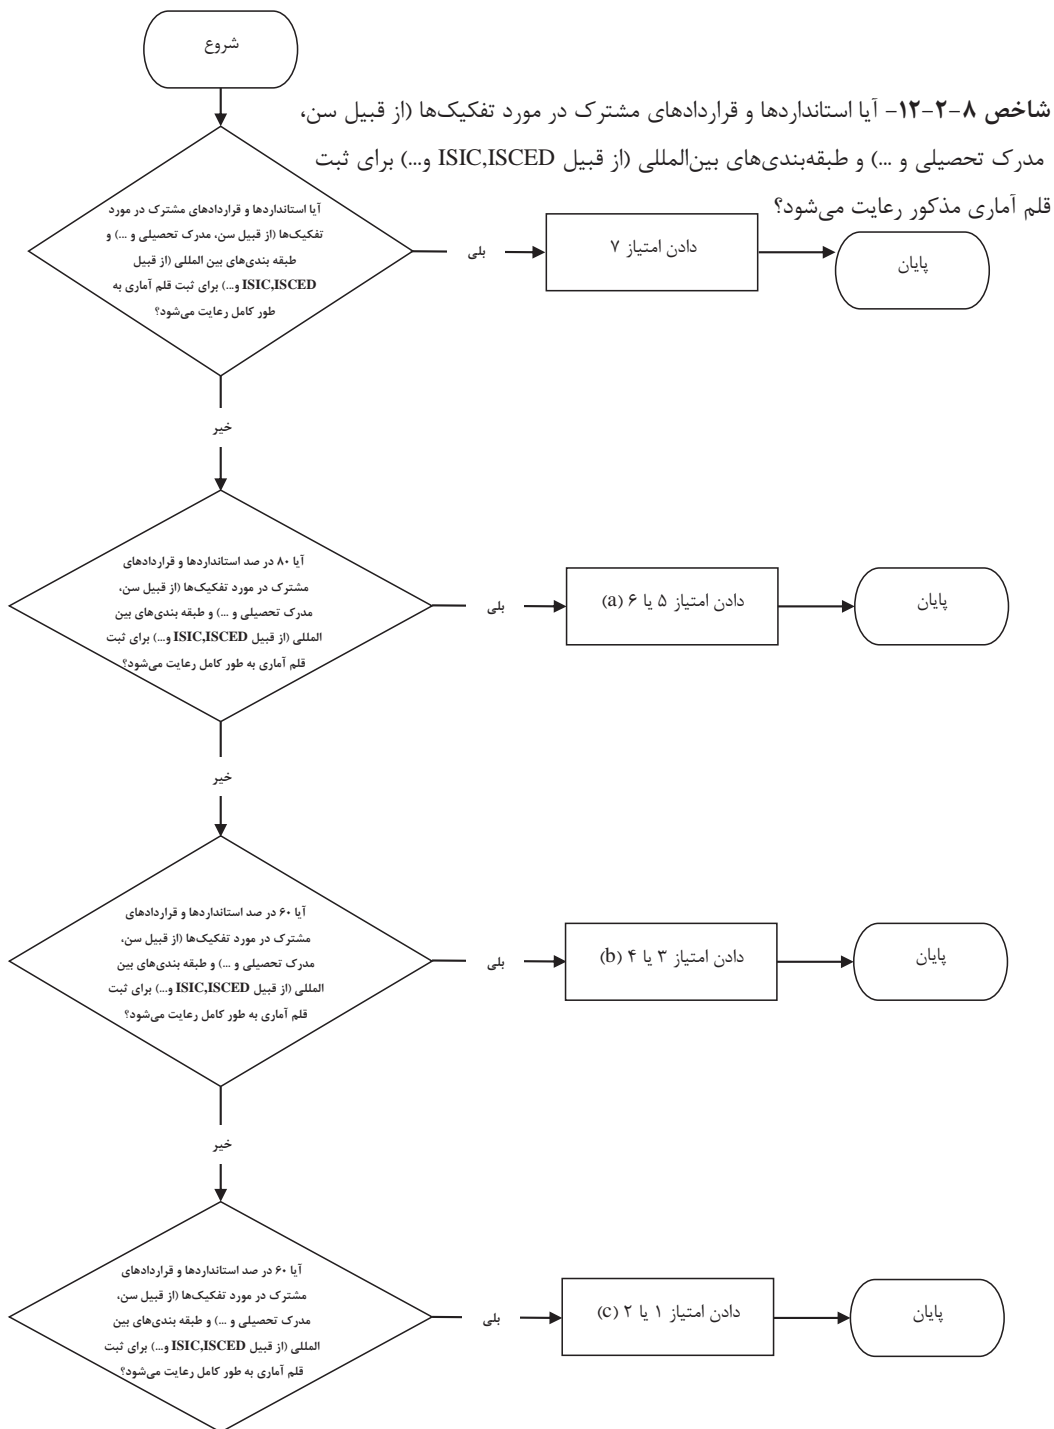 شروع
شاخص ۸-۲-۱۲- آیا استانداردها و قراردادهای مشترک در مورد تفکیک‌ها (از قبیل سن،
مدرک تحصیلی و ...) و طبقه‌بندی‌های بین‌المللی (از قبیل ISIC,ISCED و...) برای ثبت
قلم آماری مذکور رعایت می‌شود؟
آیا استانداردها و قراردادهای مشترک در مورد
تفکیک‌ها (از قبیل سن، مدرک تحصیلی و ...) و
طبقه بندی‌های بین المللی (از قبیل
ISIC,ISCED و...) برای ثبت قلم آماری به
طور کامل رعایت می‌شود؟
بلی
دادن امتیاز ۷
پایان
خیر
آیا ۸۰ در صد استانداردها و قراردادهای
مشترک در مورد تفکیک‌ها (از قبیل سن،
مدرک تحصیلی و ...) و طبقه بندی‌های بین
المللی (از قبیل ISIC,ISCED و...) برای ثبت
قلم آماری به طور کامل رعایت می‌شود؟
بلی
دادن امتیاز ۵ یا ۶ (a)
پایان
خیر
آیا ۶۰ در صد استانداردها و قراردادهای
مشترک در مورد تفکیک‌ها (از قبیل سن،
مدرک تحصیلی و ...) و طبقه بندی‌های بین
المللی (از قبیل ISIC,ISCED و...) برای ثبت
قلم آماری به طور کامل رعایت می‌شود؟
بلی
دادن امتیاز ۳ یا ۴ (b)
پایان
خیر
آیا ۶۰ در صد استانداردها و قراردادهای
مشترک در مورد تفکیک‌ها (از قبیل سن،
مدرک تحصیلی و ...) و طبقه بندی‌های بین
المللی (از قبیل ISIC,ISCED و...) برای ثبت
قلم آماری به طور کامل رعایت می‌شود؟
بلی
دادن امتیاز ۱ یا ۲ (c)
پایان